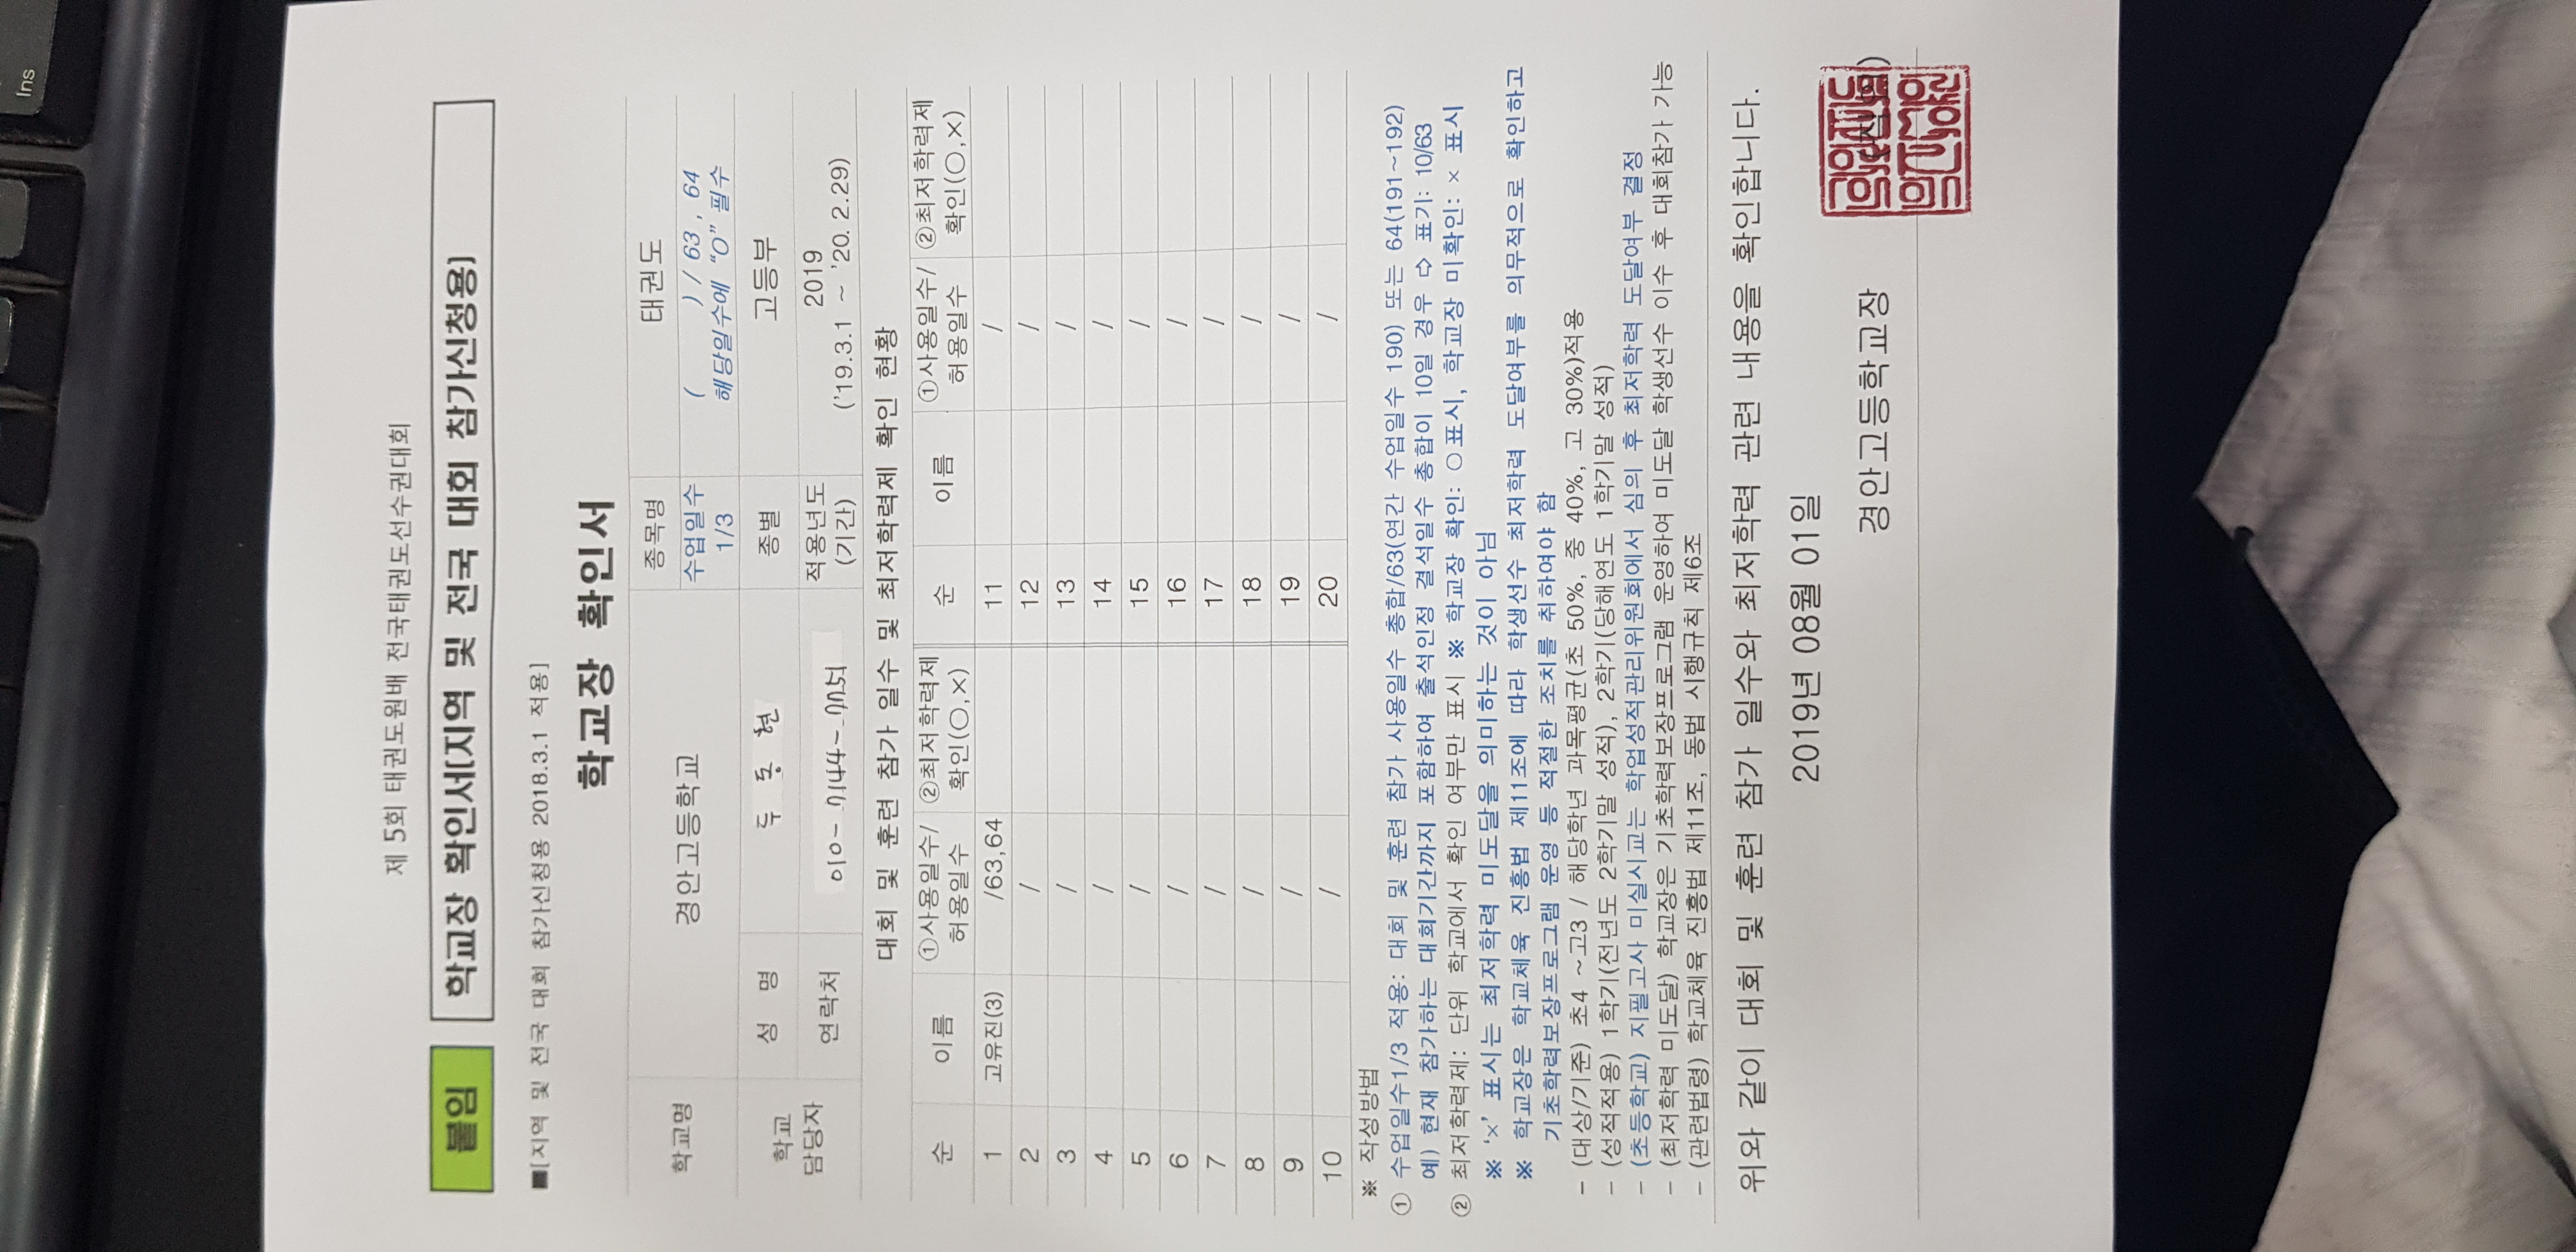 Ins
제 5회 태권도원배 전국태권도선수권대회
붙임 학교장 확인서(지역 및 전국 대회 참가신청용)
■[지역 및 전국 대회 참가신청용 2018.3.1 적용]
학교장 확인서
학교명 경안고등학교 종목명 태권도
수업일수 1/3 ( ) / 63 , 64
해당일수에 “O” 필수
학교 담당자 성 명 현 종별 고등부
연락처 적용년도 (기간) 2019
('19.3.1 ~ '20. 2.29)
대회 및 훈련 참가 일수 및 최저학력제 확인 현황
순 이름 ①사용일수/허용일수 ②최저학력제 확인(○,×) 순 이름 ①사용일수/허용일수 ②최저학력제 확인(○,×)
1 고유진(3) /63,64 11 /
2 / 12 /
3 / 13 /
4 / 14 /
5 / 15 /
6 / 16 /
7 / 17 /
8 / 18 /
9 / 19 /
10 / 20 /
※ 작성방법
① 수업일수1/3 적용: 대회 및 훈련 참가 사용일수 총합/63(연간 수업일수 190) 또는 64(191~192)
예) 현재 참가하는 대회기간까지 포함하여 출석인정 결석일수 총합이 10일 경우 ⇨ 표기: 10/63
② 최저학력제: 단위 학교에서 확인 여부만 표시 ※ 학교장 확인: ○표시, 학교장 미확인: × 표시
※ ‘×’ 표시는 최저학력 미도달을 의미하는 것이 아님
※ 학교장은 학교체육 진흥법 제11조에 따라 학생선수 최저학력 도달여부를 의무적으로 확인하고
기초학력보장프로그램 운영 등 적절한 조치를 취하여야 함
- (대상/기준) 초4 ~고3 / 해당학년 과목평균(초 50%, 중 40%, 고 30%)적용
- (성적적용) 1학기(전년도 2학기말 성적), 2학기(당해연도 1학기말 성적)
- (초등학교) 지필고사 미실시교는 학업성적관리위원회에서 심의 후 최저학력 도달여부 결정
- (최저학력 미도달) 학교장은 기초학력보장프로그램 운영하여 미도달 학생선수 이수 후 대회참가 가능
- (관련법령) 학교체육 진흥법 제11조, 동법 시행규칙 제6조
위와 같이 대회 및 훈련 참가 일수와 최저학력 관련 내용을 확인합니다.
2019년 08월 01일
경안고등학교장 (직인)